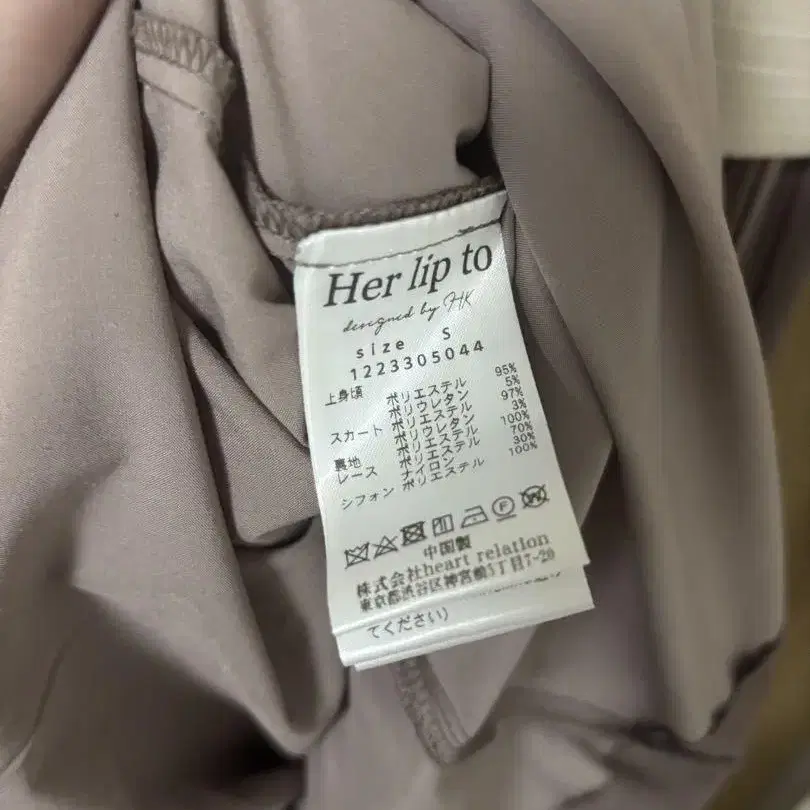 Her lip to
designed by HK
size S
1223305044
上身頃 ポリエステル 95%
ポリウレタン 5%
スカート ポリエステル 97%
ポリウレタン 3%
裏地 ポリエステル 100%
レース ポリエステル 70%
ナイロン 30%
シフォン ポリエステル 100%
中国製
株式会社heart relation
東京都渋谷区神宮前5丁目7-20
てください)